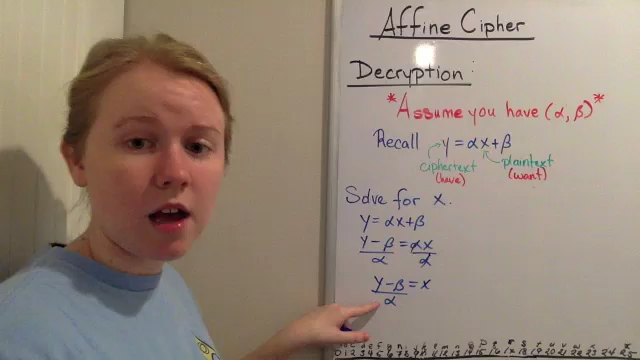 Affine Cipher
Decryption:
*Assume you have (α, β)*
Recall y = αx + β
ciphertext plaintext
(have) (want)
Solve for x.
y = αx + β
y - β = αx
α α
y - β = x
α